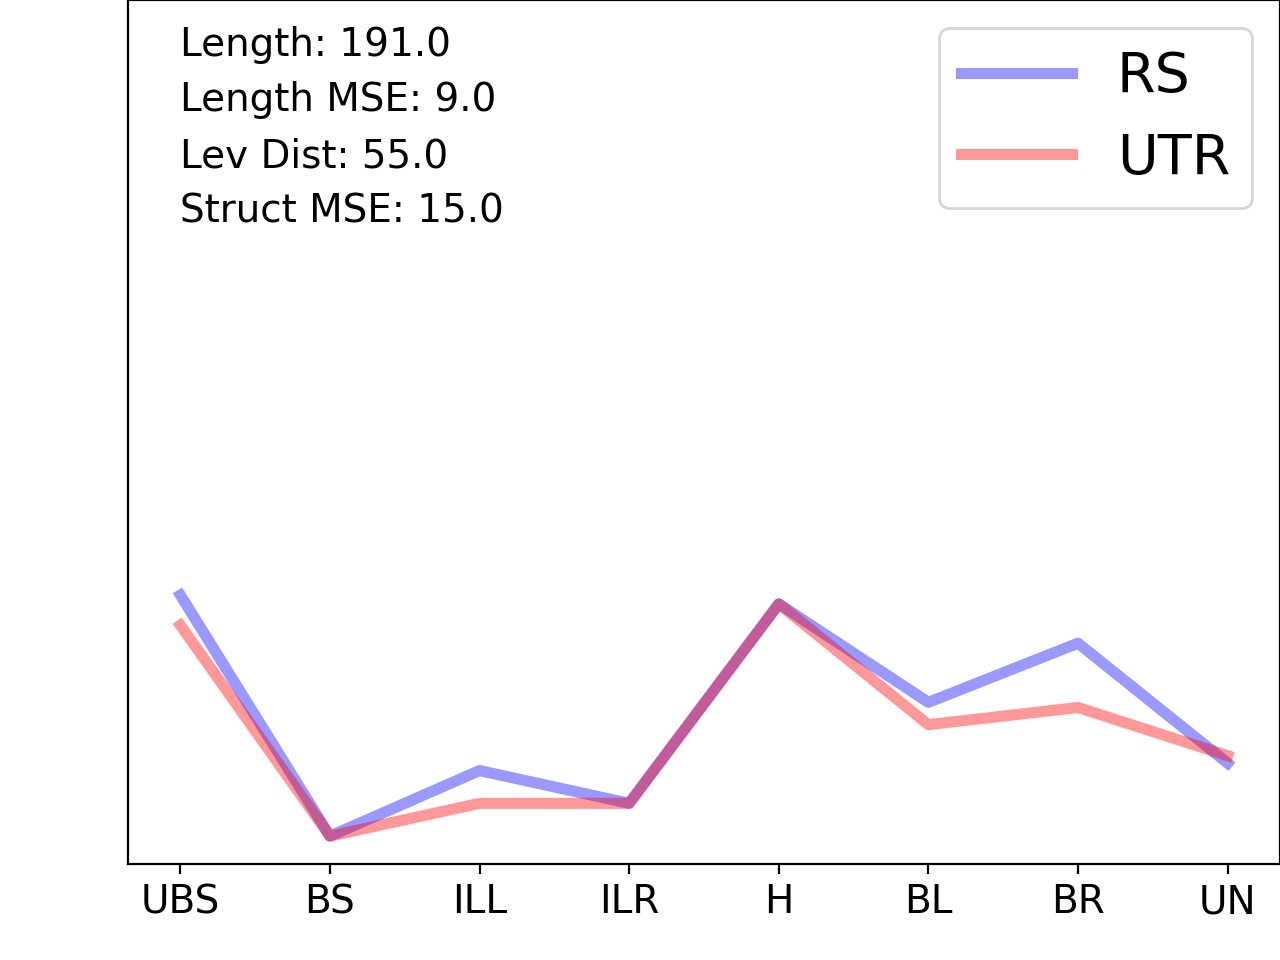 Length: 191.0
Length MSE: 9.0
Lev Dist: 55.0
Struct MSE: 15.0
RS
UTR
UBS BS ILL ILR H BL BR UN